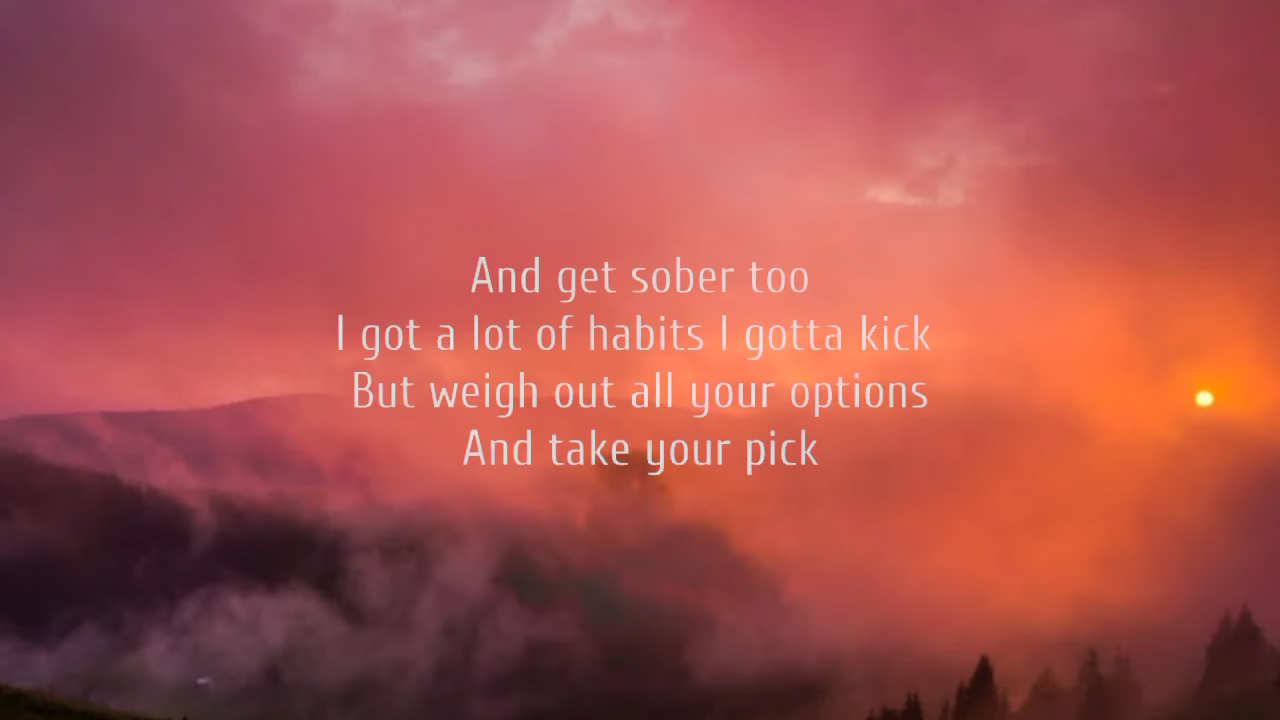 And get sober too
I got a lot of habits I gotta kick
But weigh out all your options
And take your pick